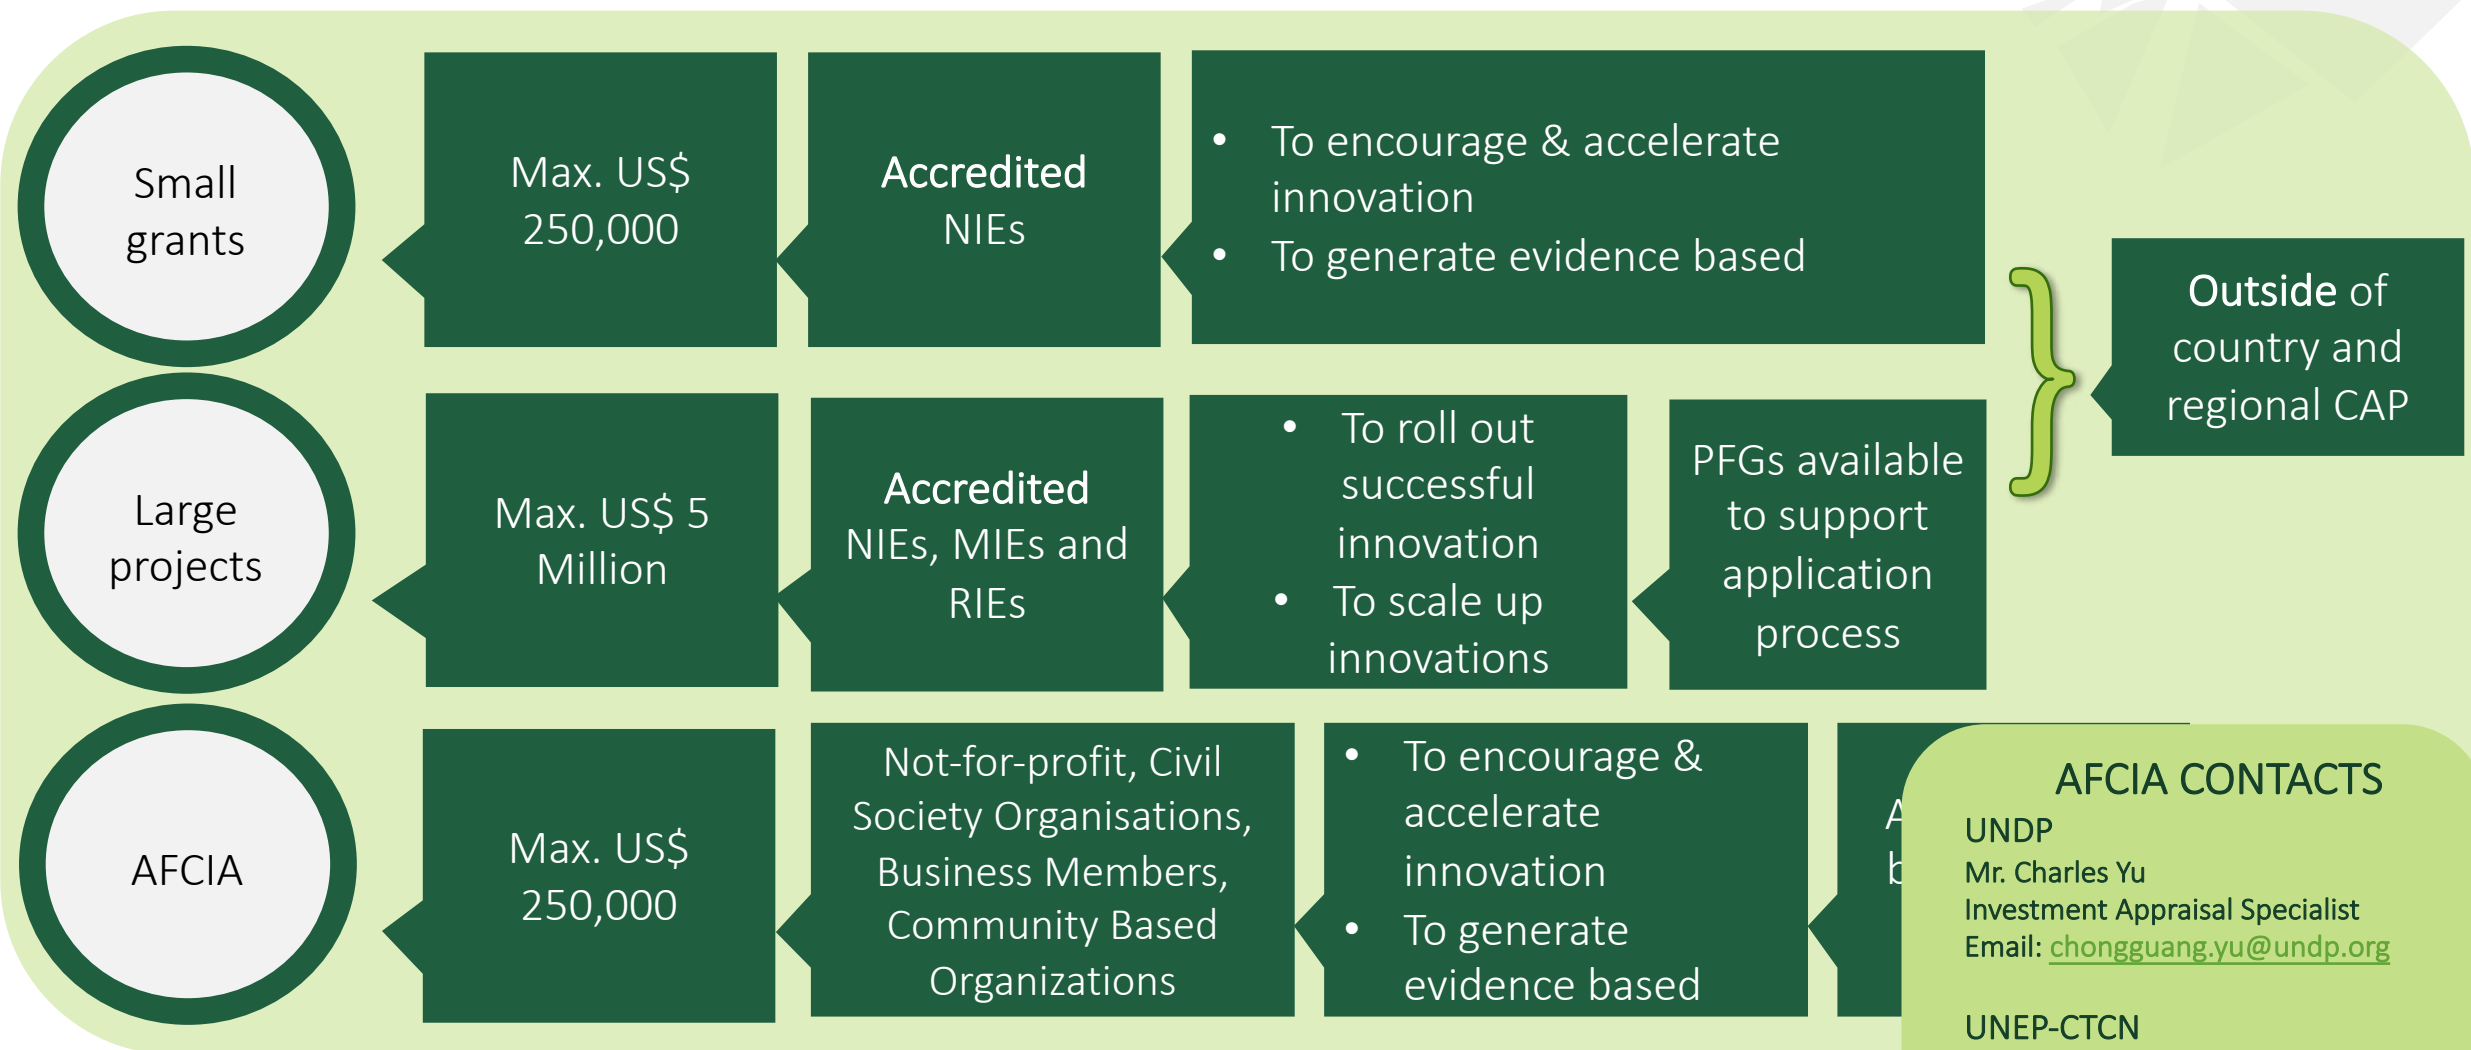 Small
grants
Max. US$
250,000
Accredited
NIEs
• To encourage & accelerate
innovation
• To generate evidence based
Outside of
country and
regional CAP
Large
projects
Max. US$ 5
Million
Accredited
NIEs, MIEs and
RIEs
• To roll out
successful
innovation
• To scale up
innovations
PFGs available
to support
application
process
AFCIA
Max. US$
250,000
Not-for-profit, Civil
Society Organisations,
Business Members,
Community Based
Organizations
• To encourage &
accelerate
innovation
• To generate
evidence based
AFCIA CONTACTS
UNDP
Mr. Charles Yu
Investment Appraisal Specialist
Email: chongguang.yu@undp.org
UNEP-CTCN